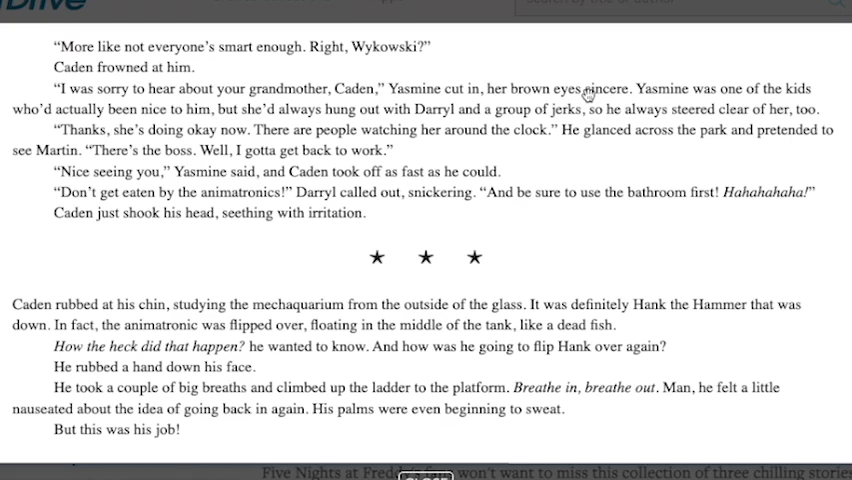 Search by title or author
“More like not everyone’s smart enough. Right, Wykowski?”
Caden frowned at him.
“I was sorry to hear about your grandmother, Caden,” Yasmine cut in, her brown eyes sincere. Yasmine was one of the kids
who’d actually been nice to him, but she’d always hung out with Darryl and a group of jerks, so he always steered clear of her, too.
“Thanks, she’s doing okay now. There are people watching her around the clock.” He glanced across the park and pretended to
see Martin. “There’s the boss. Well, I gotta get back to work.”
“Nice seeing you,” Yasmine said, and Caden took off as fast as he could.
“Don’t get eaten by the animatronics!” Darryl called out, snickering. “And be sure to use the bathroom first! Hahahahaha!”
Caden just shook his head, seething with irritation.
★ ★ ★
Caden rubbed at his chin, studying the mechaquarium from the outside of the glass. It was definitely Hank the Hammer that was
down. In fact, the animatronic was flipped over, floating in the middle of the tank, like a dead fish.
How the heck did that happen? he wanted to know. And how was he going to flip Hank over again?
He rubbed a hand down his face.
He took a couple of big breaths and climbed up the ladder to the platform. Breathe in, breathe out. Man, he felt a little
nauseated about the idea of going back in again. His palms were even beginning to sweat.
But this was his job!
Five Nights at Freddy's fans won't want to miss this collection of three chilling stories
CLOSE